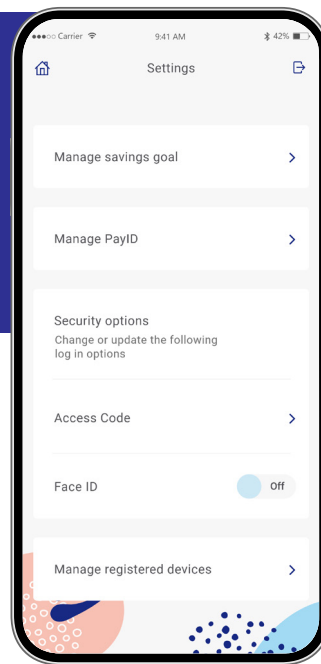 Carrier 9:41 AM 42%
Settings
Manage savings goal
Manage PayID
Security options
Change or update the following
log in options
Access Code
Face ID Off
Manage registered devices